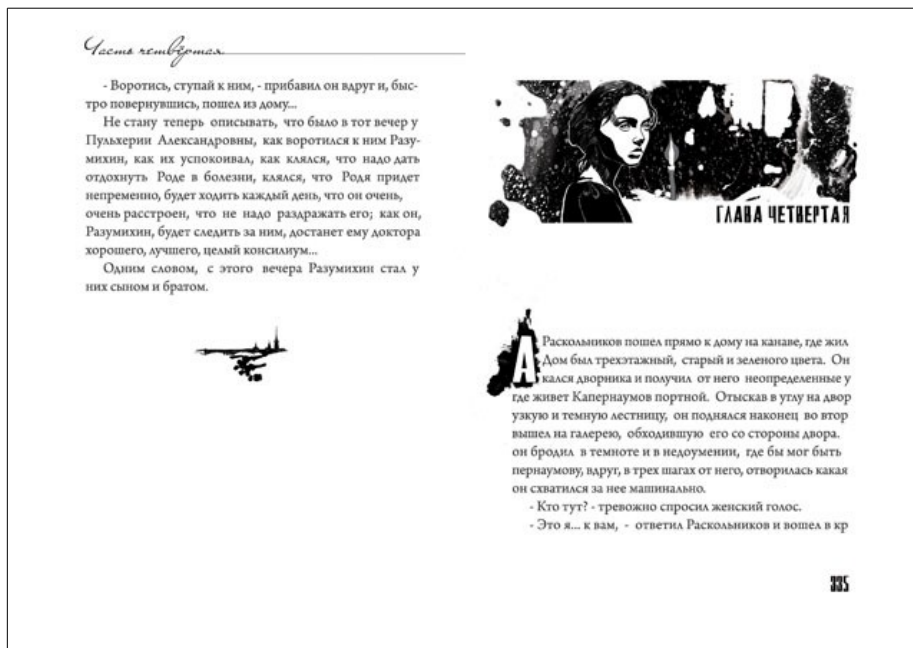 Часть четвёртая
- Воротись, ступай к ним, - прибавил он вдруг и, быс-
тро повернувшись, пошел из дому...
Не стану теперь описывать, что было в тот вечер у
Пульхерии Александровны, как воротился к ним Разу-
михин, как их успокоивал, как клялся, что надо дать
отдохнуть Роде в болезни, клялся, что Родя придет
непременно, будет ходить каждый день, что он очень,
очень расстроен, что не надо раздражать его; как он,
Разумихин, будет следить за ним, достанет ему доктора
хорошего, лучшего, целый консилиум...
Одним словом, с этого вечера Разумихин стал у
них сыном и братом.
ГЛАВА ЧЕТВЕРТАЯ
А Раскольников пошел прямо к дому на канаве, где жил
Дом был трехэтажный, старый и зеленого цвета. Он
кался дворника и получил от него неопределенные у
где живет Капернаумов портной. Отыскав в углу на двор
узкую и темную лестницу, он поднялся наконец во втор
вышел на галерею, обходившую его со стороны двора.
он бродил в темноте и в недоумении, где бы мог быть
пернаумову, вдруг, в трех шагах от него, отворилась какая
он схватился за нее машинально.
- Кто тут? - тревожно спросил женский голос.
- Это я... к вам, - ответил Раскольников и вошел в кр
335